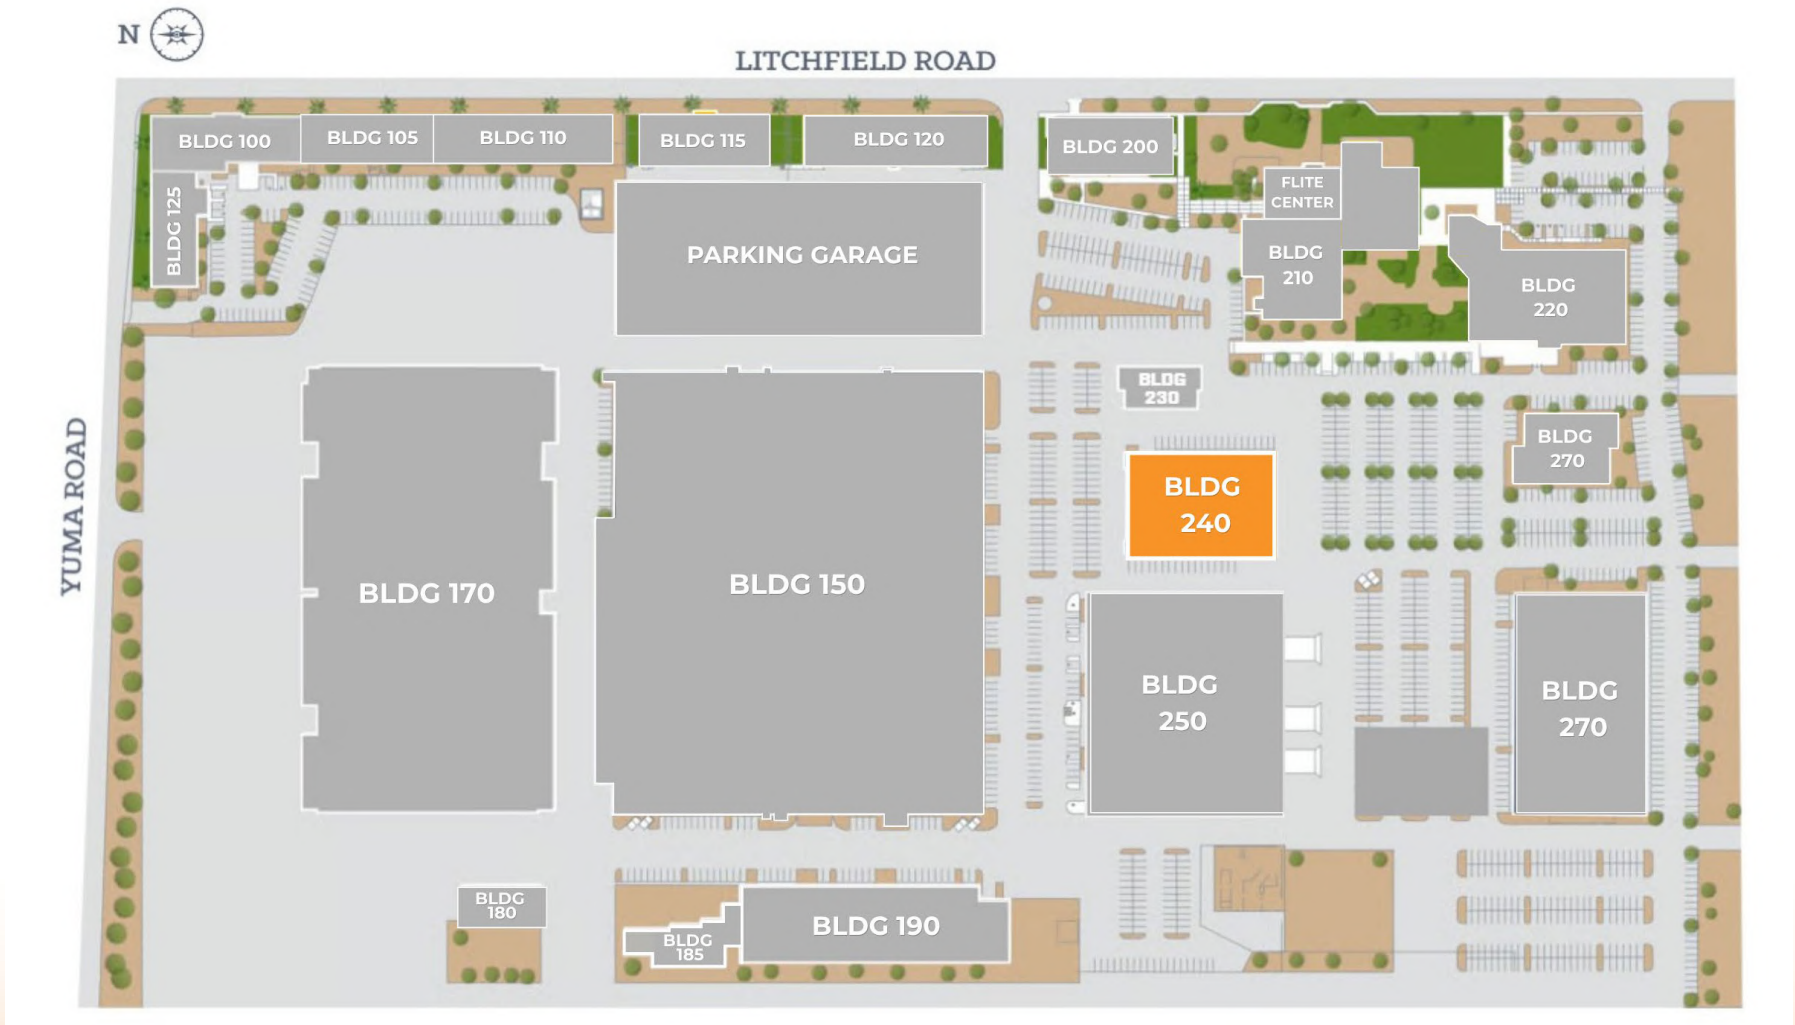 N
LITCHFIELD ROAD
BLDG 100
BLDG 105
BLDG 110
BLDG 115
BLDG 120
BLDG 200
BLDG 125
FLITE
CENTER
PARKING GARAGE
BLDG
210
BLDG
220
BLDG
230
YUMA ROAD
BLDG
270
BLDG
240
BLDG 170
BLDG 150
BLDG
250
BLDG
270
BLDG
180
BLDG
185
BLDG 190